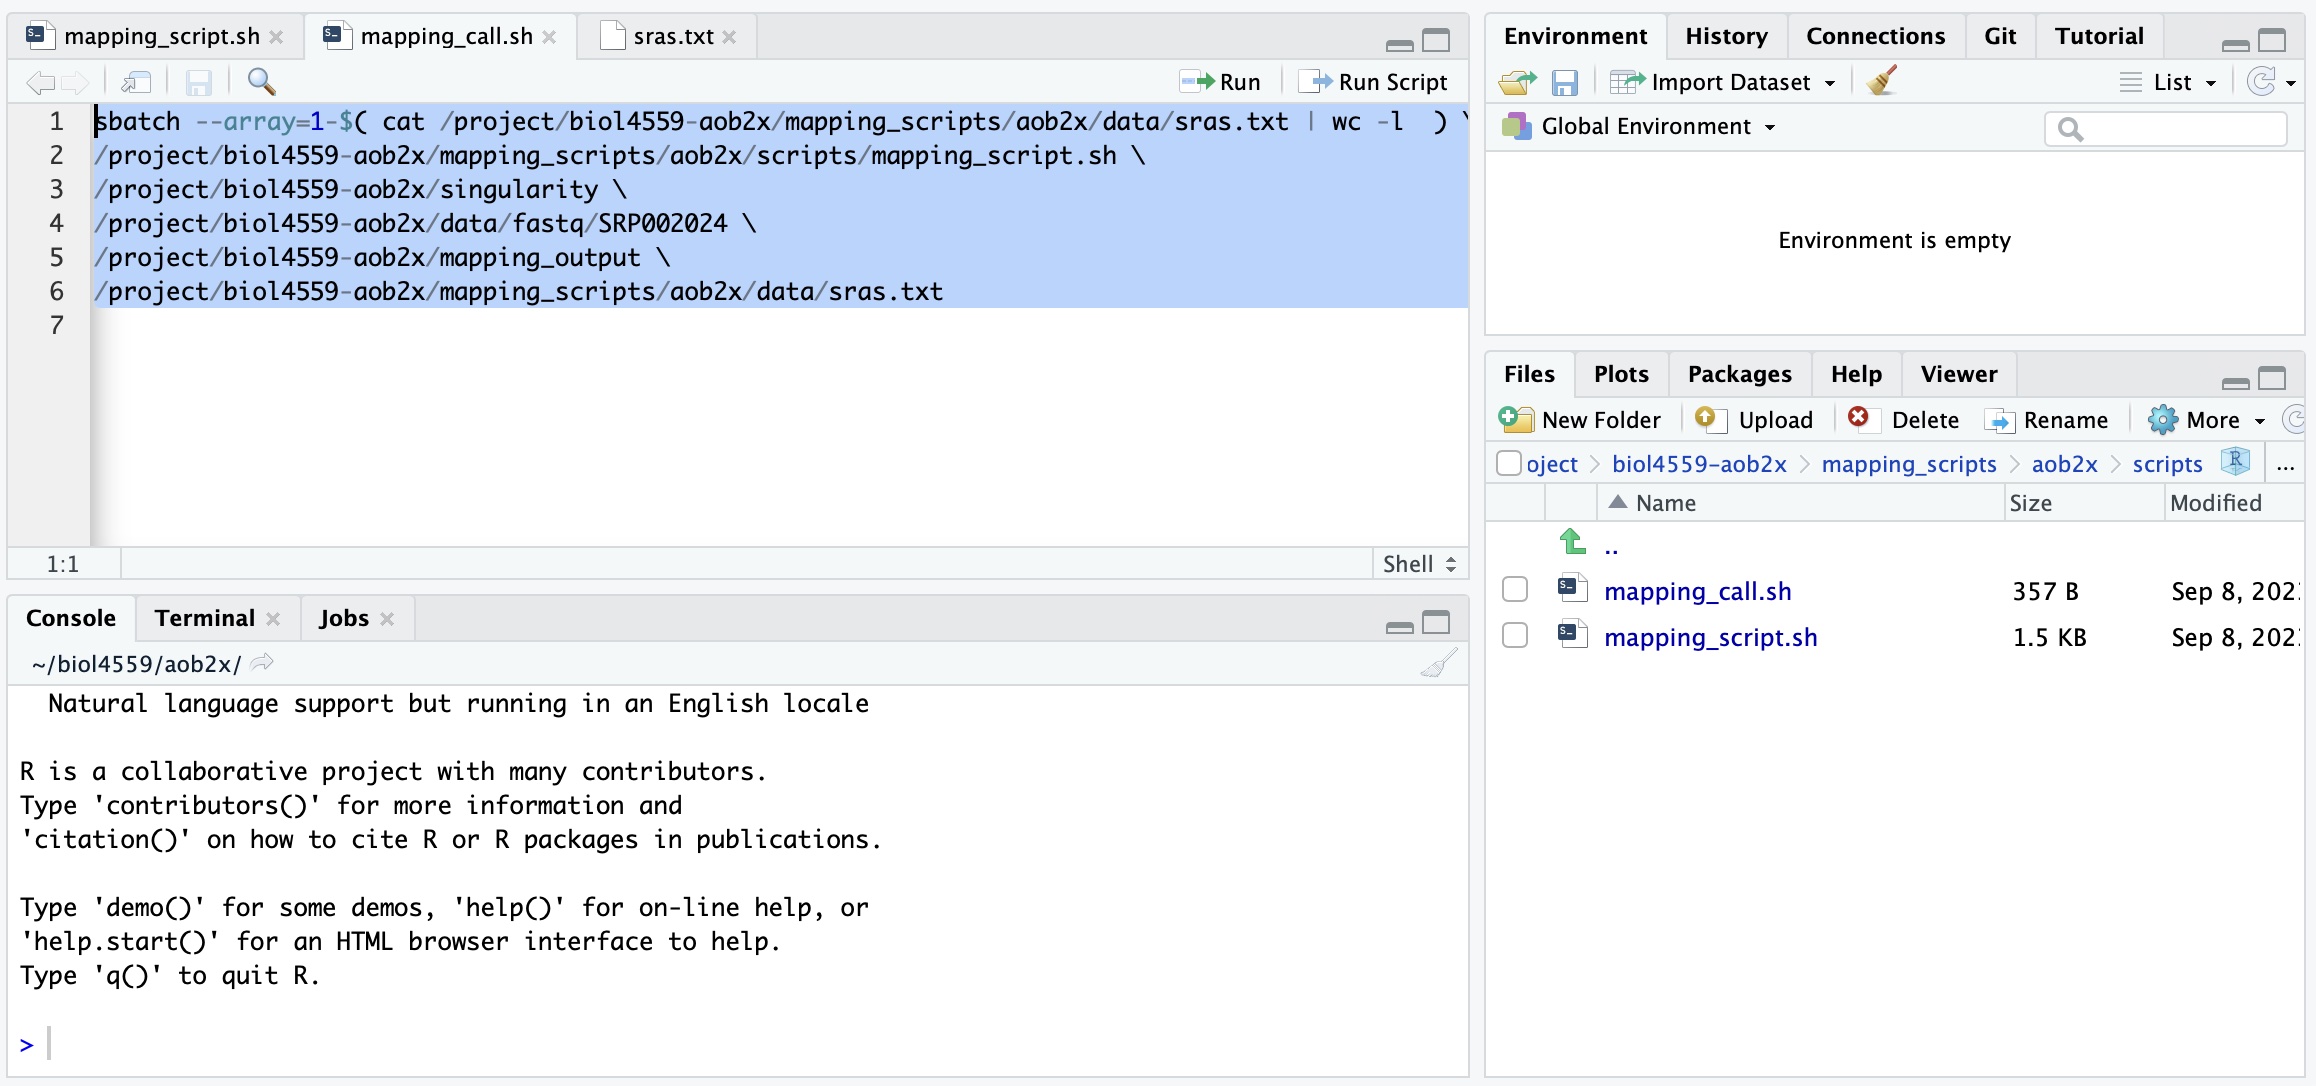 mapping_script.sh
mapping_call.sh
sras.txt
Run
Run Script
1 sbatch --array=1-$( cat /project/biol4559-aob2x/mapping_scripts/aob2x/data/sras.txt | wc -l  ) \
2 /project/biol4559-aob2x/mapping_scripts/aob2x/scripts/mapping_script.sh \
3 /project/biol4559-aob2x/singularity \
4 /project/biol4559-aob2x/data/fastq/SRP002024 \
5 /project/biol4559-aob2x/mapping_output \
6 /project/biol4559-aob2x/mapping_scripts/aob2x/data/sras.txt
7
1:1
Shell
Console
Terminal
Jobs
~/biol4559/aob2x/
Natural language support but running in an English locale
R is a collaborative project with many contributors.
Type 'contributors()' for more information and
'citation()' on how to cite R or R packages in publications.
Type 'demo()' for some demos, 'help()' for on-line help, or
'help.start()' for an HTML browser interface to help.
Type 'q()' to quit R.
>
Environment
History
Connections
Git
Tutorial
Import Dataset
List
Global Environment
Environment is empty
Files
Plots
Packages
Help
Viewer
New Folder
Upload
Delete
Rename
More
oject
biol4559-aob2x
mapping_scripts
aob2x
scripts
R
...
Name
Size
Modified
..
mapping_call.sh
357 B
Sep 8, 202
mapping_script.sh
1.5 KB
Sep 8, 202